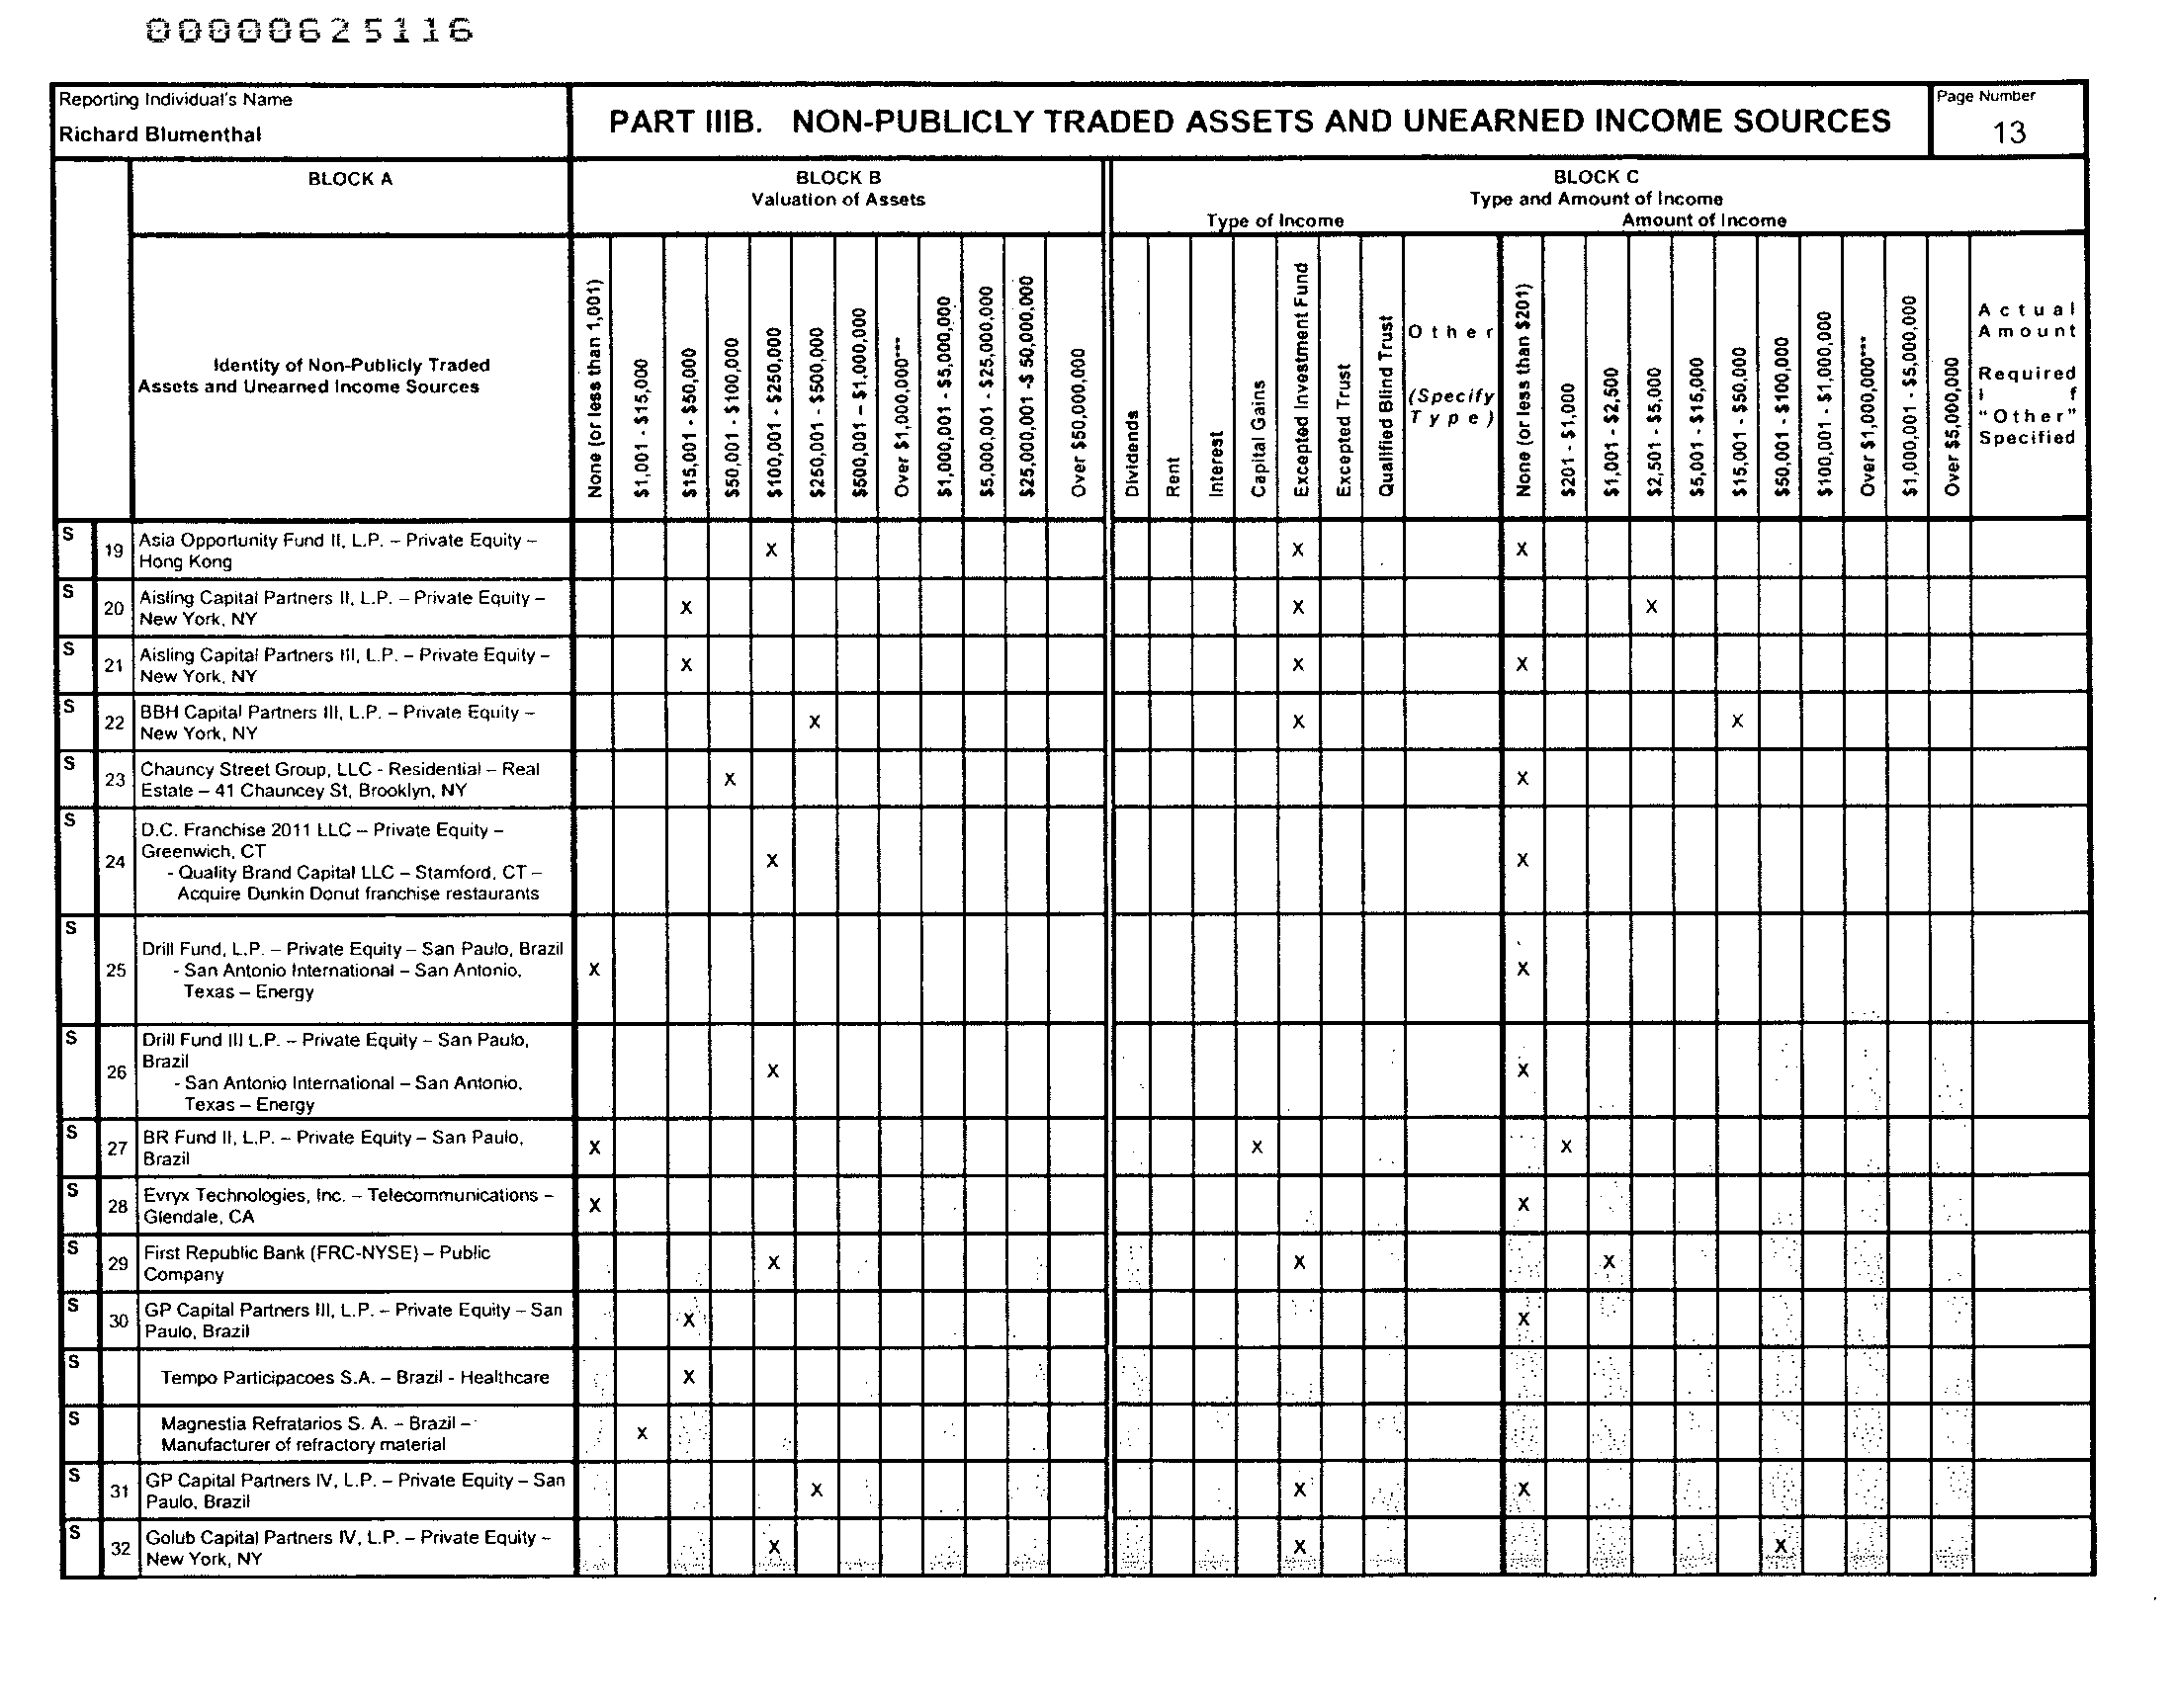 00000625116
Reporting Individual's Name
Richard Blumenthal
PART IIIB. NON-PUBLICLY TRADED ASSETS AND UNEARNED INCOME SOURCES
Page Number
13
BLOCK A
BLOCK B
Valuation of Assets
BLOCK C
Type and Amount of Income
Type of Income
Amount of Income
Identity of Non-Publicly Traded
Assets and Unearned Income Sources
None (or less than 1,001)
$1,001 - $15,000
$15,001 - $50,000
$50,001 - $100,000
$100,001 - $250,000
$250,001 - $500,000
$500,001 – $1,000,000
Over $1,000,000***
$1,000,001 - $5,000,000
$5,000,001 - $25,000,000
$25,000,001 -$ 50,000,000
Over $50,000,000
Dividends
Rent
Interest
Capital Gains
Excepted Investment Fund
Excepted Trust
Qualified Blind Trust
Other
(Specify
Type)
None (or less than $201)
$201 - $1,000
$1,001 - $2,500
$2,501 - $5,000
$5,001 - $15,000
$15,001 - $50,000
$50,001 - $100,000
$100,001 - $1,000,000
Over $1,000,000***
$1,000,001 - $5,000,000
Over $5,000,000
Actual
Amount
Required
I f
"Other"
Specified
S 19 Asia Opportunity Fund II, L.P. – Private Equity –
Hong Kong
X X X
S 20 Aisling Capital Partners II, L.P. – Private Equity –
New York, NY
X X X
S 21 Aisling Capital Partners III, L.P. – Private Equity –
New York, NY
X X X
S 22 BBH Capital Partners III, L.P. – Private Equity –
New York, NY
X X X
S 23 Chauncy Street Group, LLC - Residential – Real
Estate – 41 Chauncey St, Brooklyn, NY
X X
S 24 D.C. Franchise 2011 LLC – Private Equity –
Greenwich, CT
- Quality Brand Capital LLC – Stamford, CT –
Acquire Dunkin Donut franchise restaurants
X X
S 25 Drill Fund, L.P. – Private Equity – San Paulo, Brazil
- San Antonio International – San Antonio,
Texas – Energy
X X
S 26 Drill Fund III L.P. – Private Equity – San Paulo,
Brazil
- San Antonio International – San Antonio,
Texas – Energy
X X
S 27 BR Fund II, L.P. – Private Equity – San Paulo,
Brazil
X X X
S 28 Evryx Technologies, Inc. – Telecommunications –
Glendale, CA
X X
S 29 First Republic Bank (FRC-NYSE) – Public
Company
X X X
S 30 GP Capital Partners III, L.P. – Private Equity – San
Paulo, Brazil
X X
S Tempo Participacoes S.A. – Brazil - Healthcare
X
S Magnestia Refratarios S. A. – Brazil –
Manufacturer of refractory material
X
S 31 GP Capital Partners IV, L.P. – Private Equity – San
Paulo, Brazil
X X X
S 32 Golub Capital Partners IV, L.P. – Private Equity –
New York, NY
X X X